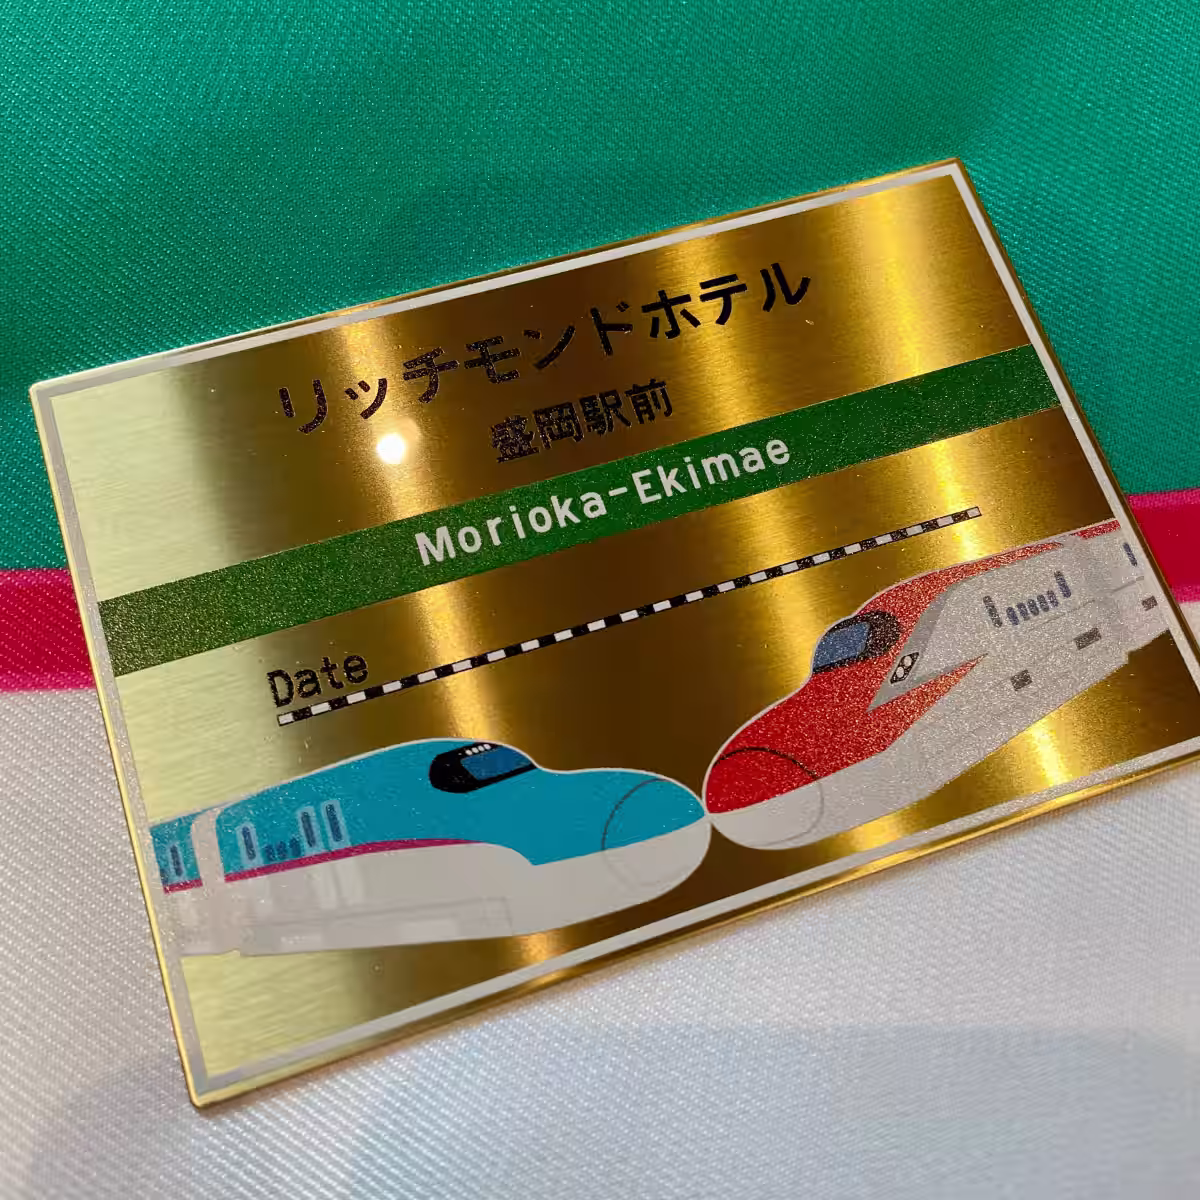 リッチモンドホテル
盛岡駅前
Morioka-Ekimae
Date